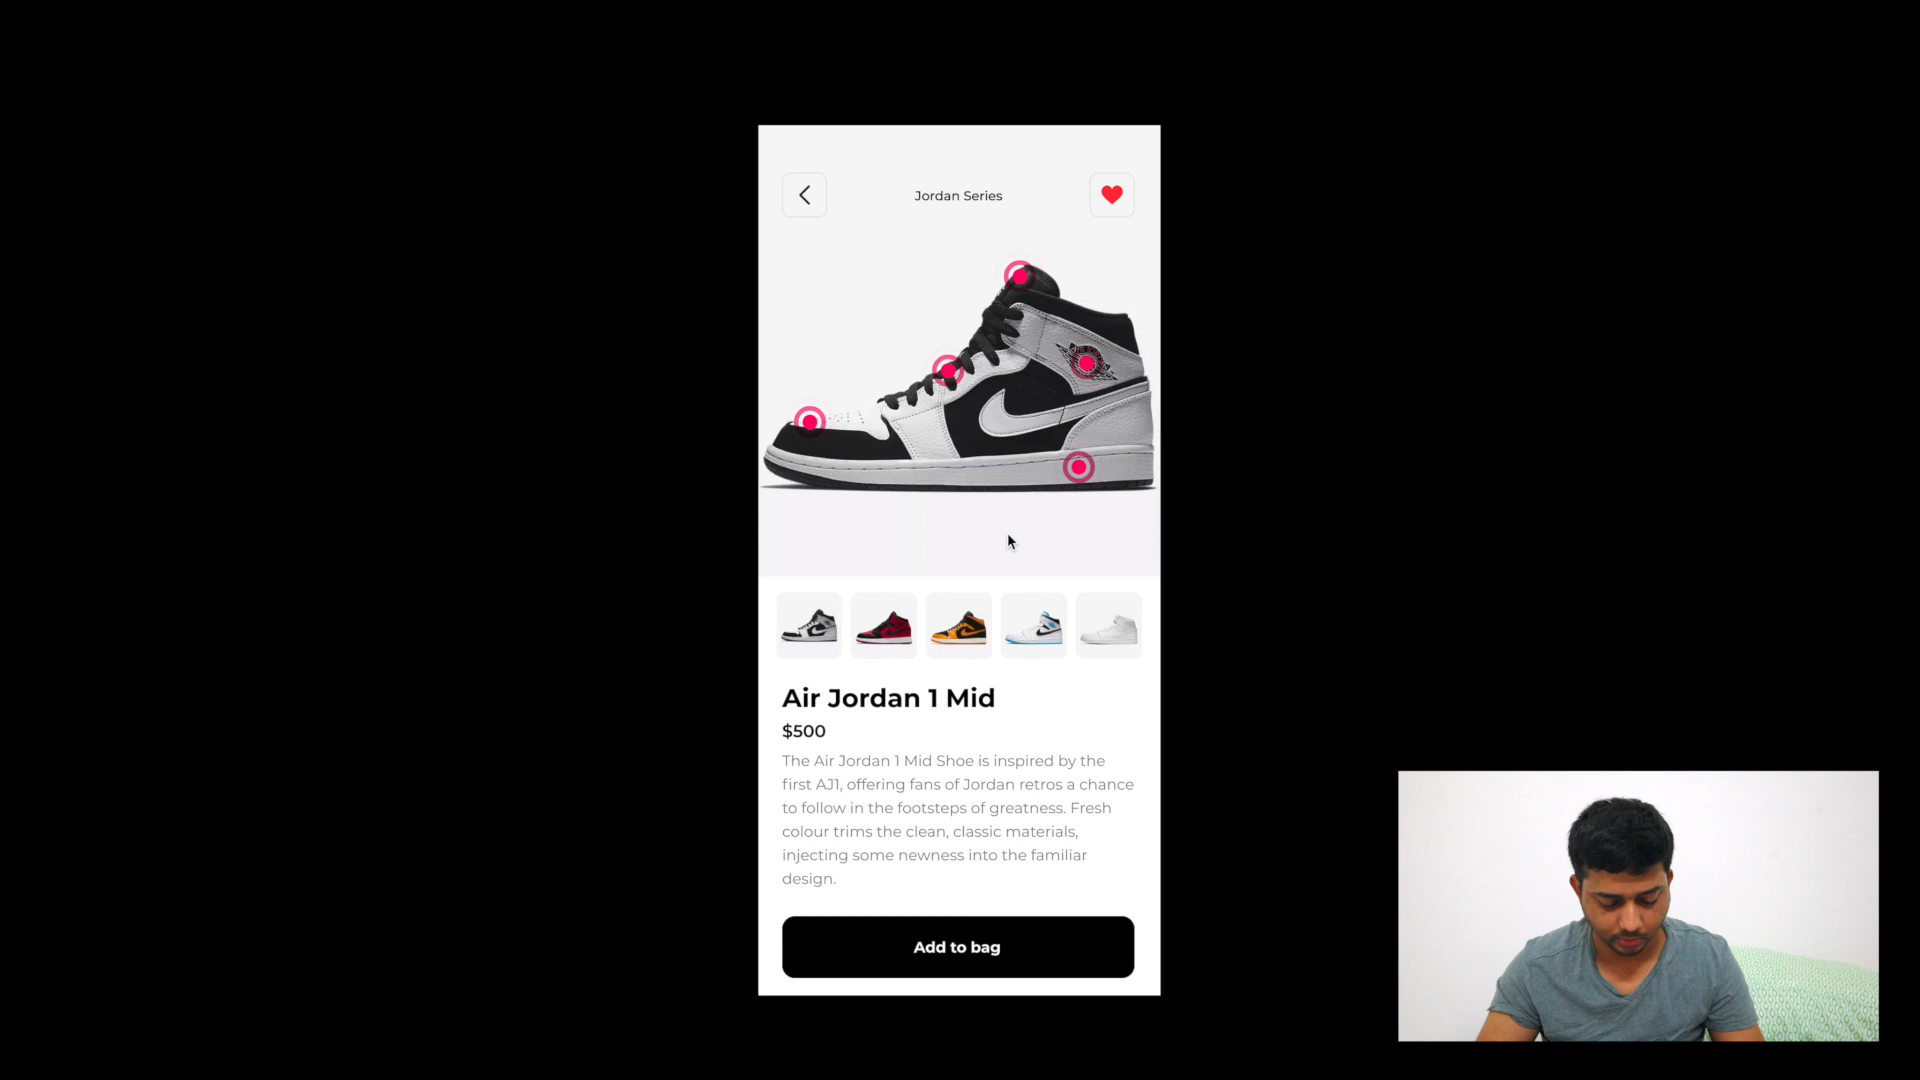 Jordan Series
Air Jordan 1 Mid
$500
The Air Jordan 1 Mid Shoe is inspired by the
first AJ1, offering fans of Jordan retros a chance
to follow in the footsteps of greatness. Fresh
colour trims the clean, classic materials,
injecting some newness into the familiar
design.
Add to bag